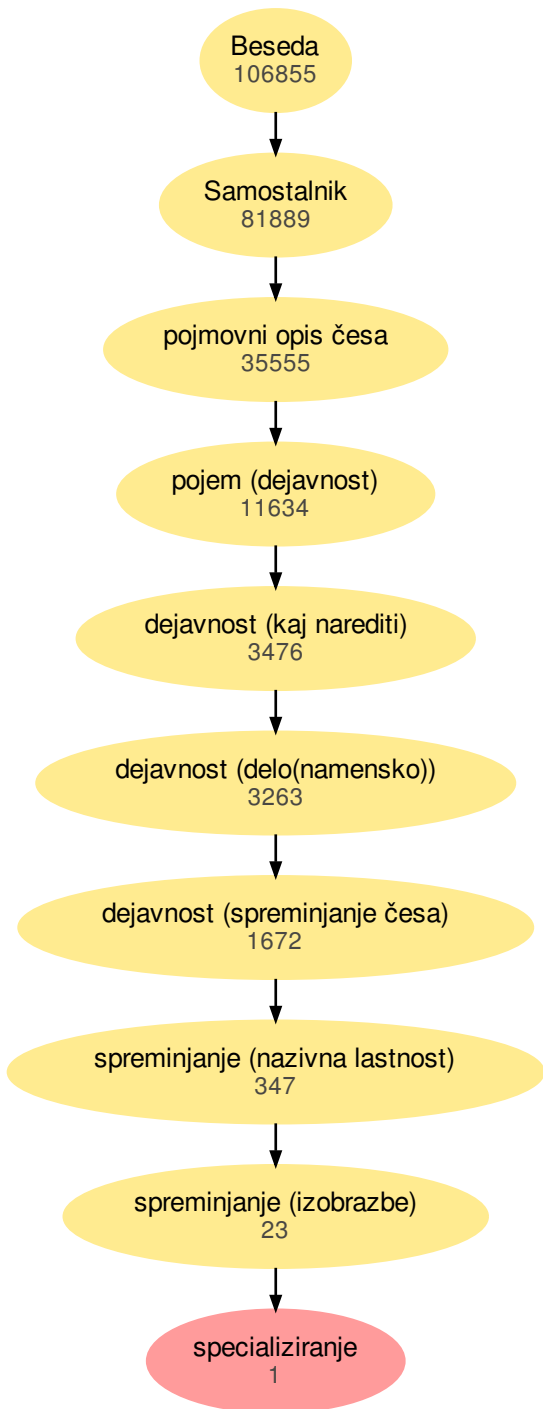 Beseda
106855
Samostalnik
81889
pojmovni opis česa
35555
pojem (dejavnost)
11634
dejavnost (kaj narediti)
3476
dejavnost (delo(namensko))
3263
dejavnost (spreminjanje česa)
1672
spreminjanje (nazivna lastnost)
347
spreminjanje (izobrazbe)
23
specializiranje
1